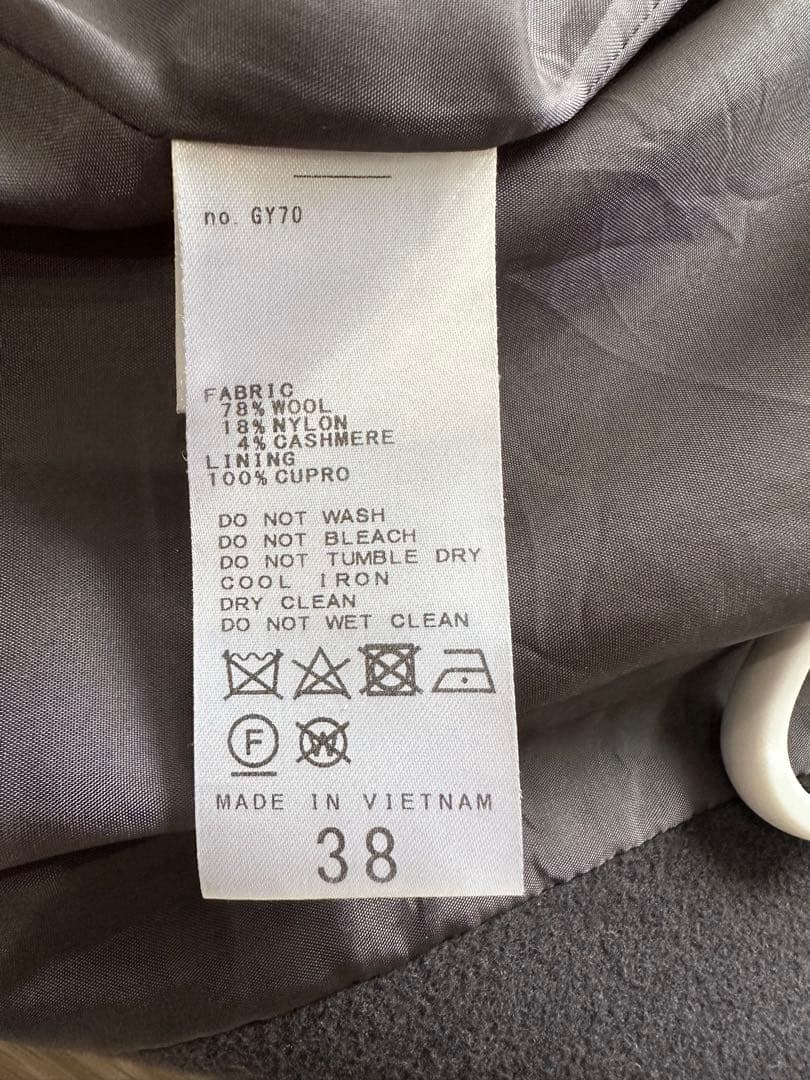 no. GY70
FABRIC
78% WOOL
18% NYLON
4% CASHMERE
LINING
100% CUPRO
DO NOT WASH
DO NOT BLEACH
DO NOT TUMBLE DRY
COOL IRON
DRY CLEAN
DO NOT WET CLEAN
F W
MADE IN VIETNAM
38